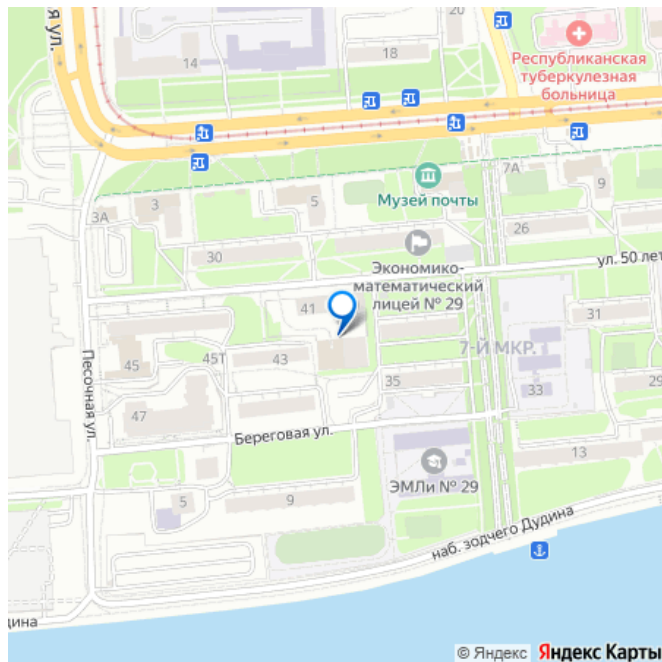 я ул.
20
18
14
Республиканская
туберкулезная
больница
7А
9
Музей почты
3
3А
5
26
30
ул. 50 лет
Экономико-
математический
лицей № 29
41
31
7-Й МКР.
45Т
43
45
35
29
33
Песочная ул.
47
Береговая ул.
13
ЭМЛи № 29
5
9
наб. зодчего Дудина
дина
© Яндекс Яндекс Карты